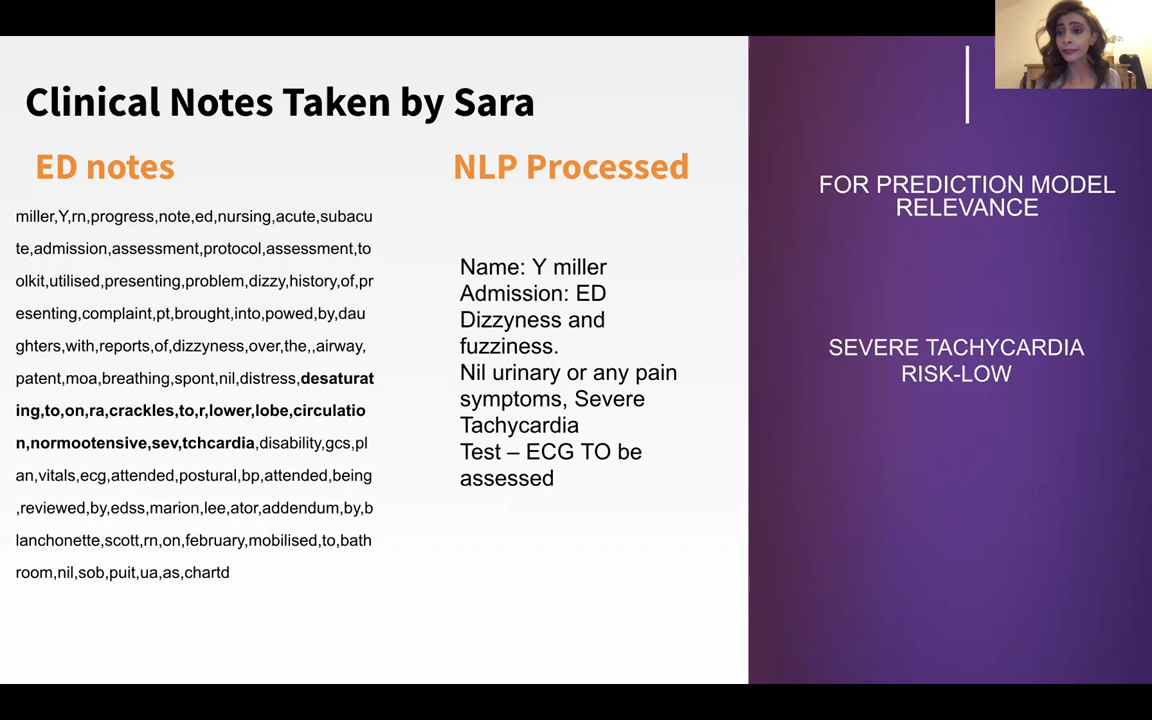 Clinical Notes Taken by Sara
ED notes
miller,Y,rn,progress,note,ed,nursing,acute,subacu
te,admission,assessment,protocol,assessment,to
olkit,utilised,presenting,problem,dizzy,history,of,pr
esenting,complaint,pt,brought,into,powed,by,dau
ghters,with,reports,of,dizzyness,over,the,,airway,
patent,moa,breathing,spont,nil,distress,desaturat
ing,to,on,ra,crackles,to,r,lower,lobe,circulatio
n,normootensive,sev,tchcardia,disability,gcs,pl
an,vitals,ecg,attended,postural,bp,attended,being
,reviewed,by,edss,marion,lee,ator,addendum,by,b
lanchonette,scott,rn,on,february,mobilised,to,bath
room,nil,sob,puit,ua,as,chartd
NLP Processed
Name: Y miller
Admission: ED
Dizzyness and
fuzziness.
Nil urinary or any pain
symptoms, Severe
Tachycardia
Test – ECG TO be
assessed
FOR PREDICTION MODEL
RELEVANCE
SEVERE TACHYCARDIA
RISK-LOW